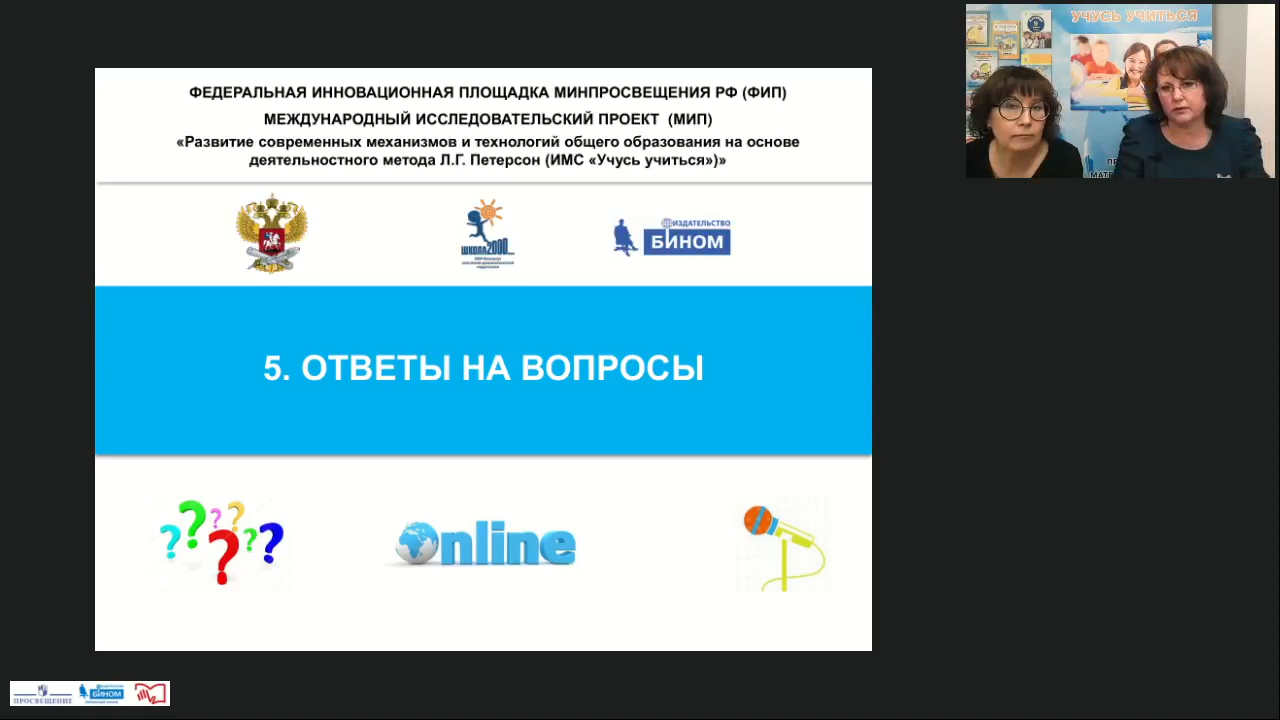 УЧУСЬ УЧИТЬСЯ
ФЕДЕРАЛЬНАЯ ИННОВАЦИОННАЯ ПЛОЩАДКА МИНПРОСВЕЩЕНИЯ РФ (ФИП)
МЕЖДУНАРОДНЫЙ ИССЛЕДОВАТЕЛЬСКИЙ ПРОЕКТ (МИП)
«Развитие современных механизмов и технологий общего образования на основе
деятельностного метода Л.Г. Петерсон (ИМС «Учусь учиться»)»
ШКОЛА2000...
ИЗДАТЕЛЬСТВО
БИНОМ
5. ОТВЕТЫ НА ВОПРОСЫ
? ? ? ? ? ? ?
Online
ПРОСВЕЩЕНИЕ
БИНОМ